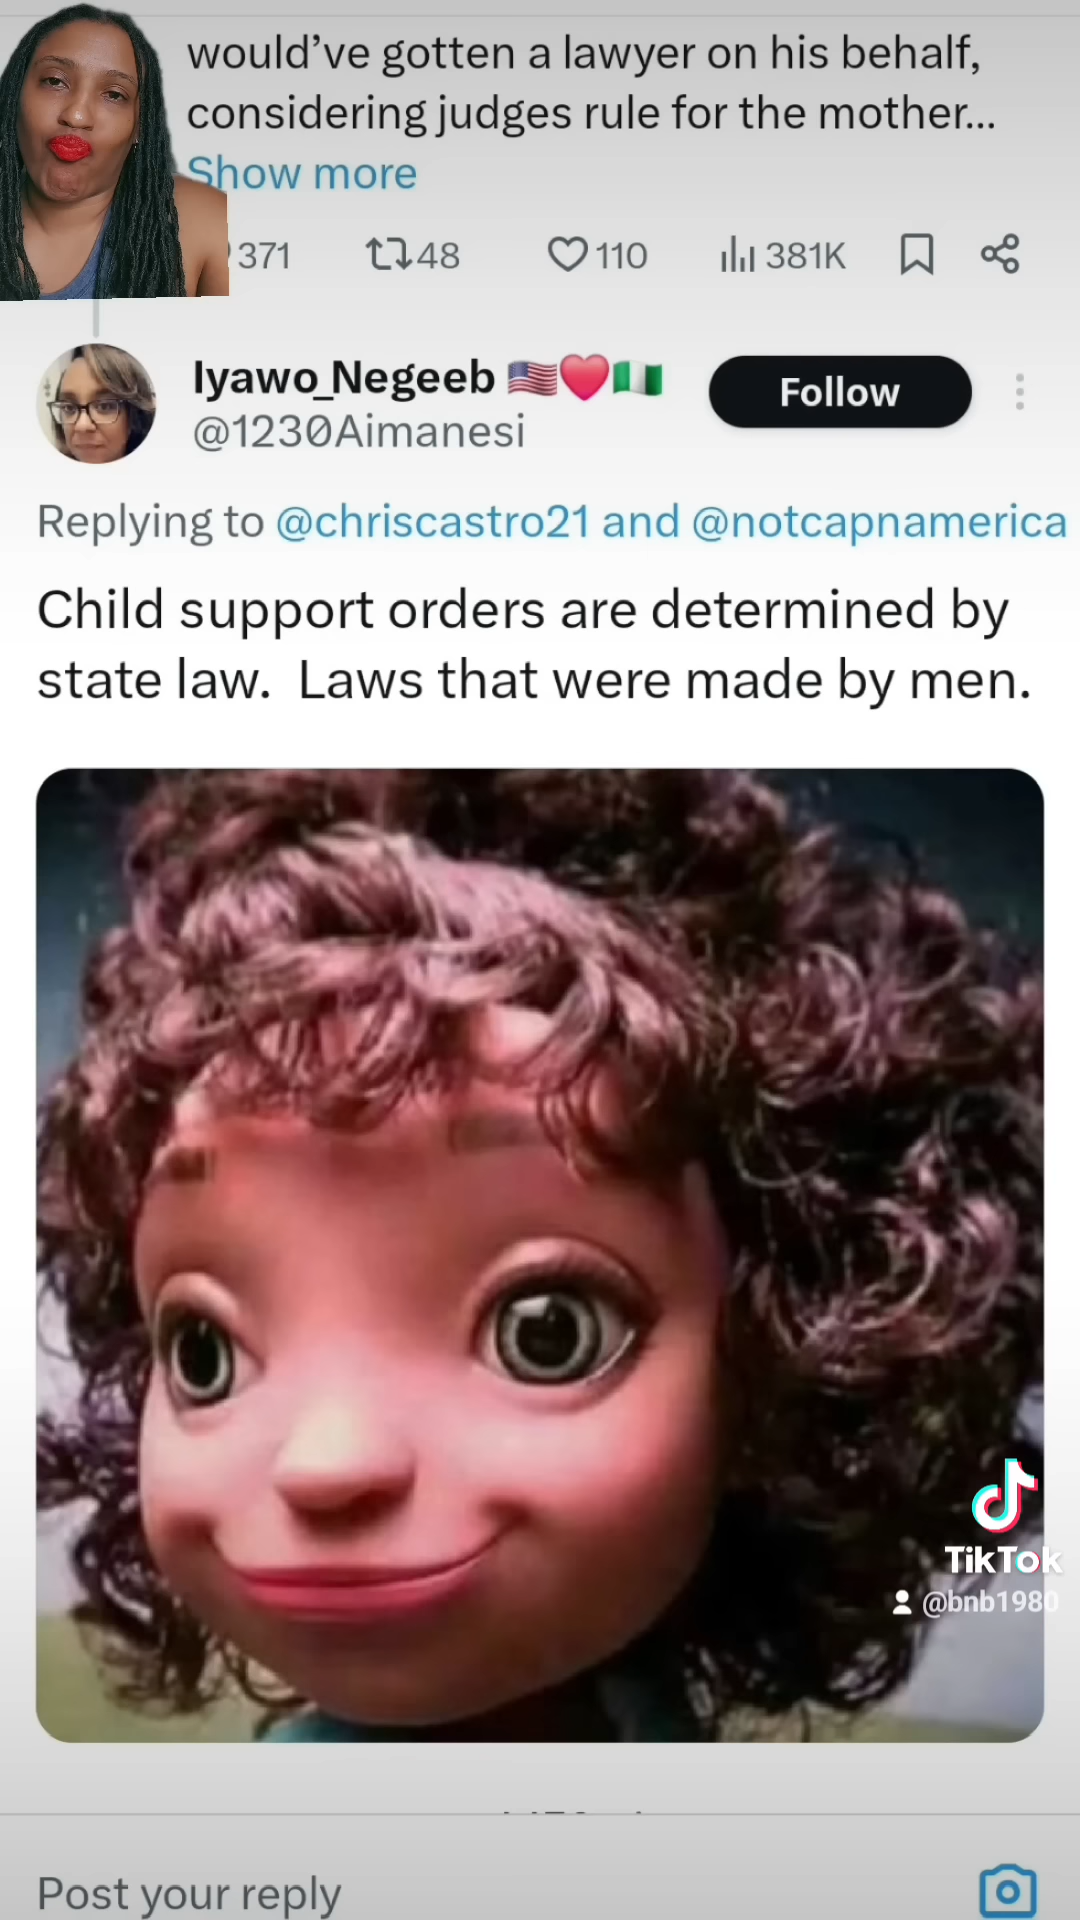 would’ve gotten a lawyer on his behalf,
considering judges rule for the mother...
Show more
371 48 110 381K
Iyawo_Negeeb 🇺🇸❤️🇳🇬
@1230Aimanesi
Follow
Replying to @chriscastro21 and @notcapnamerica
Child support orders are determined by
state law.  Laws that were made by men.
TikTok
@bnb1980
Post your reply